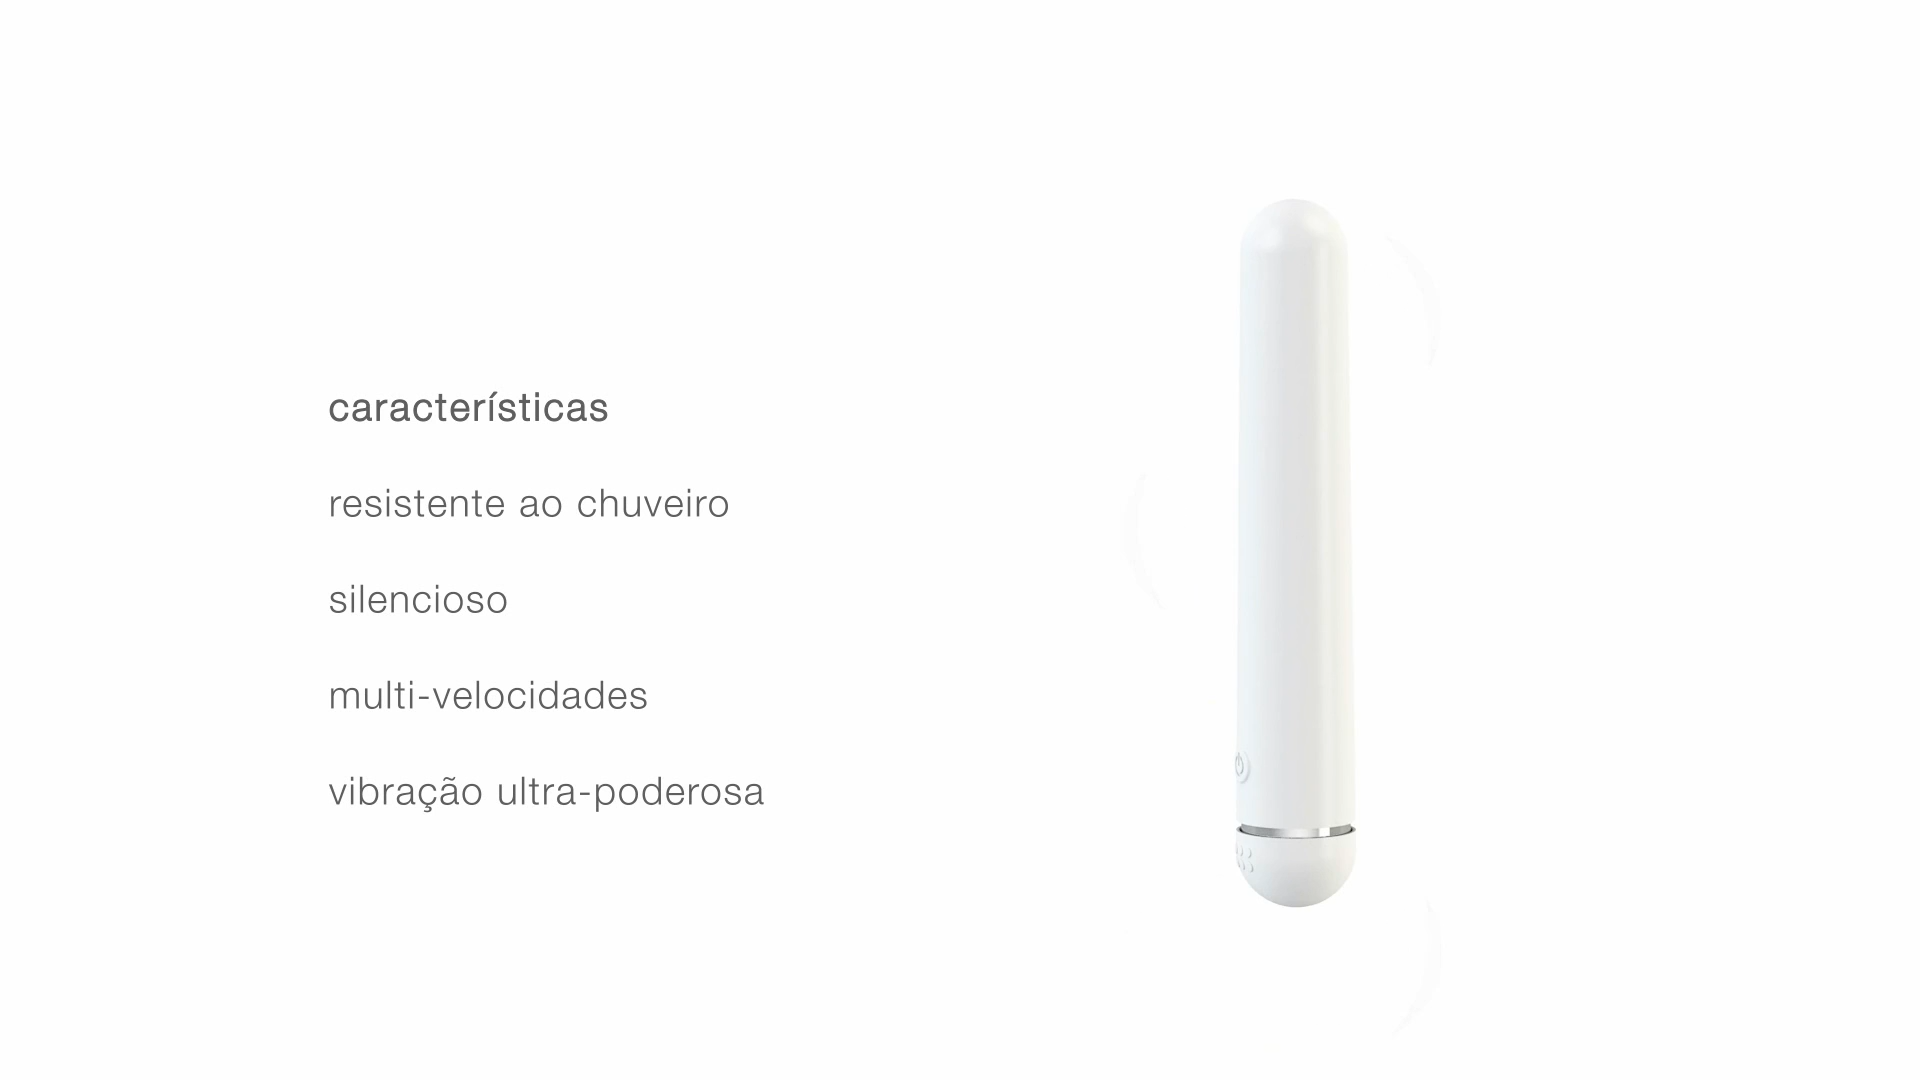 características
resistente ao chuveiro
silencioso
multi-velocidades
vibração ultra-poderosa